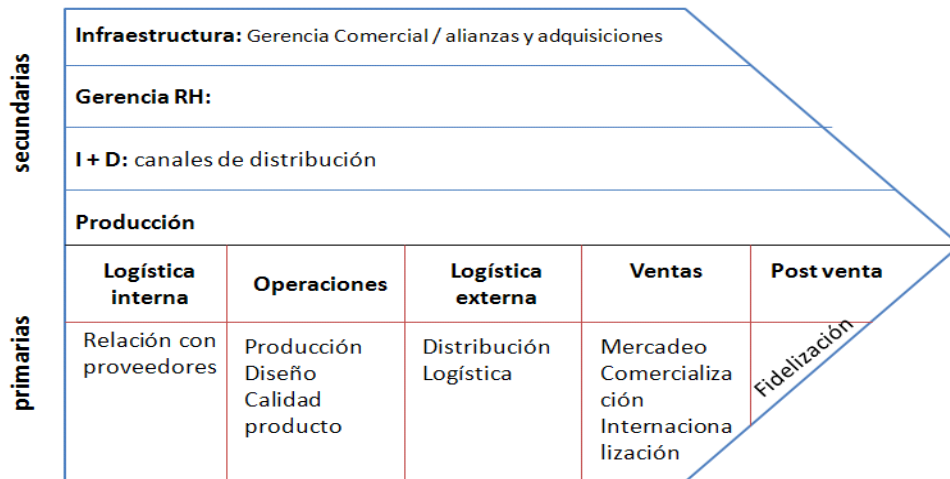 secundarias
Infraestructura: Gerencia Comercial / alianzas y adquisiciones
Gerencia RH:
I + D: canales de distribución
Producción
primarias
Logística
interna
Operaciones
Logística
externa
Ventas
Post venta
Relación con
proveedores
Producción
Diseño
Calidad
producto
Distribución
Logística
Mercadeo
Comercializa
ción
Internaciona
lización
Fidelización